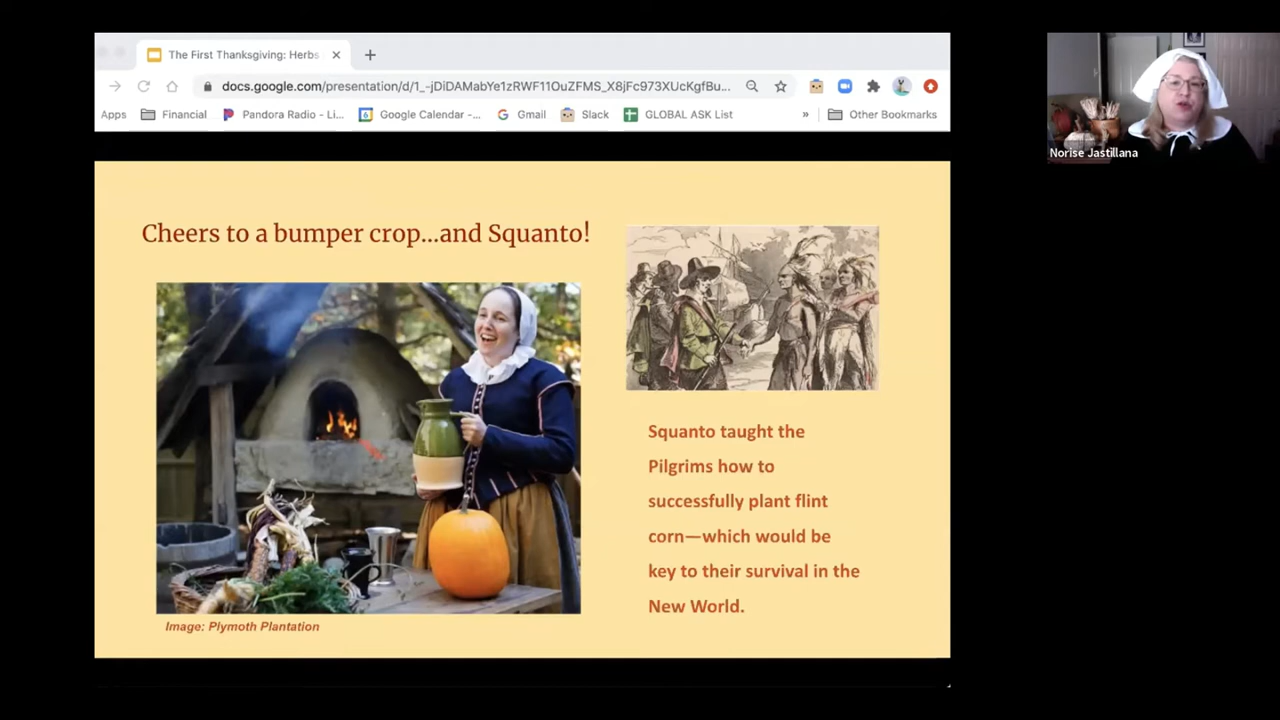 The First Thanksgiving: Herbs
docs.google.com/presentation/d/1_-jDiDAMabYe1zRWF11OuZFMS_X8jFc973XUcKgfBu...
Apps Financial Pandora Radio - Li... Google Calendar -... Gmail Slack GLOBAL ASK List » Other Bookmarks
Norise Jastillana
Cheers to a bumper crop...and Squanto!
Squanto taught the
Pilgrims how to
successfully plant flint
corn—which would be
key to their survival in the
New World.
Image: Plymoth Plantation